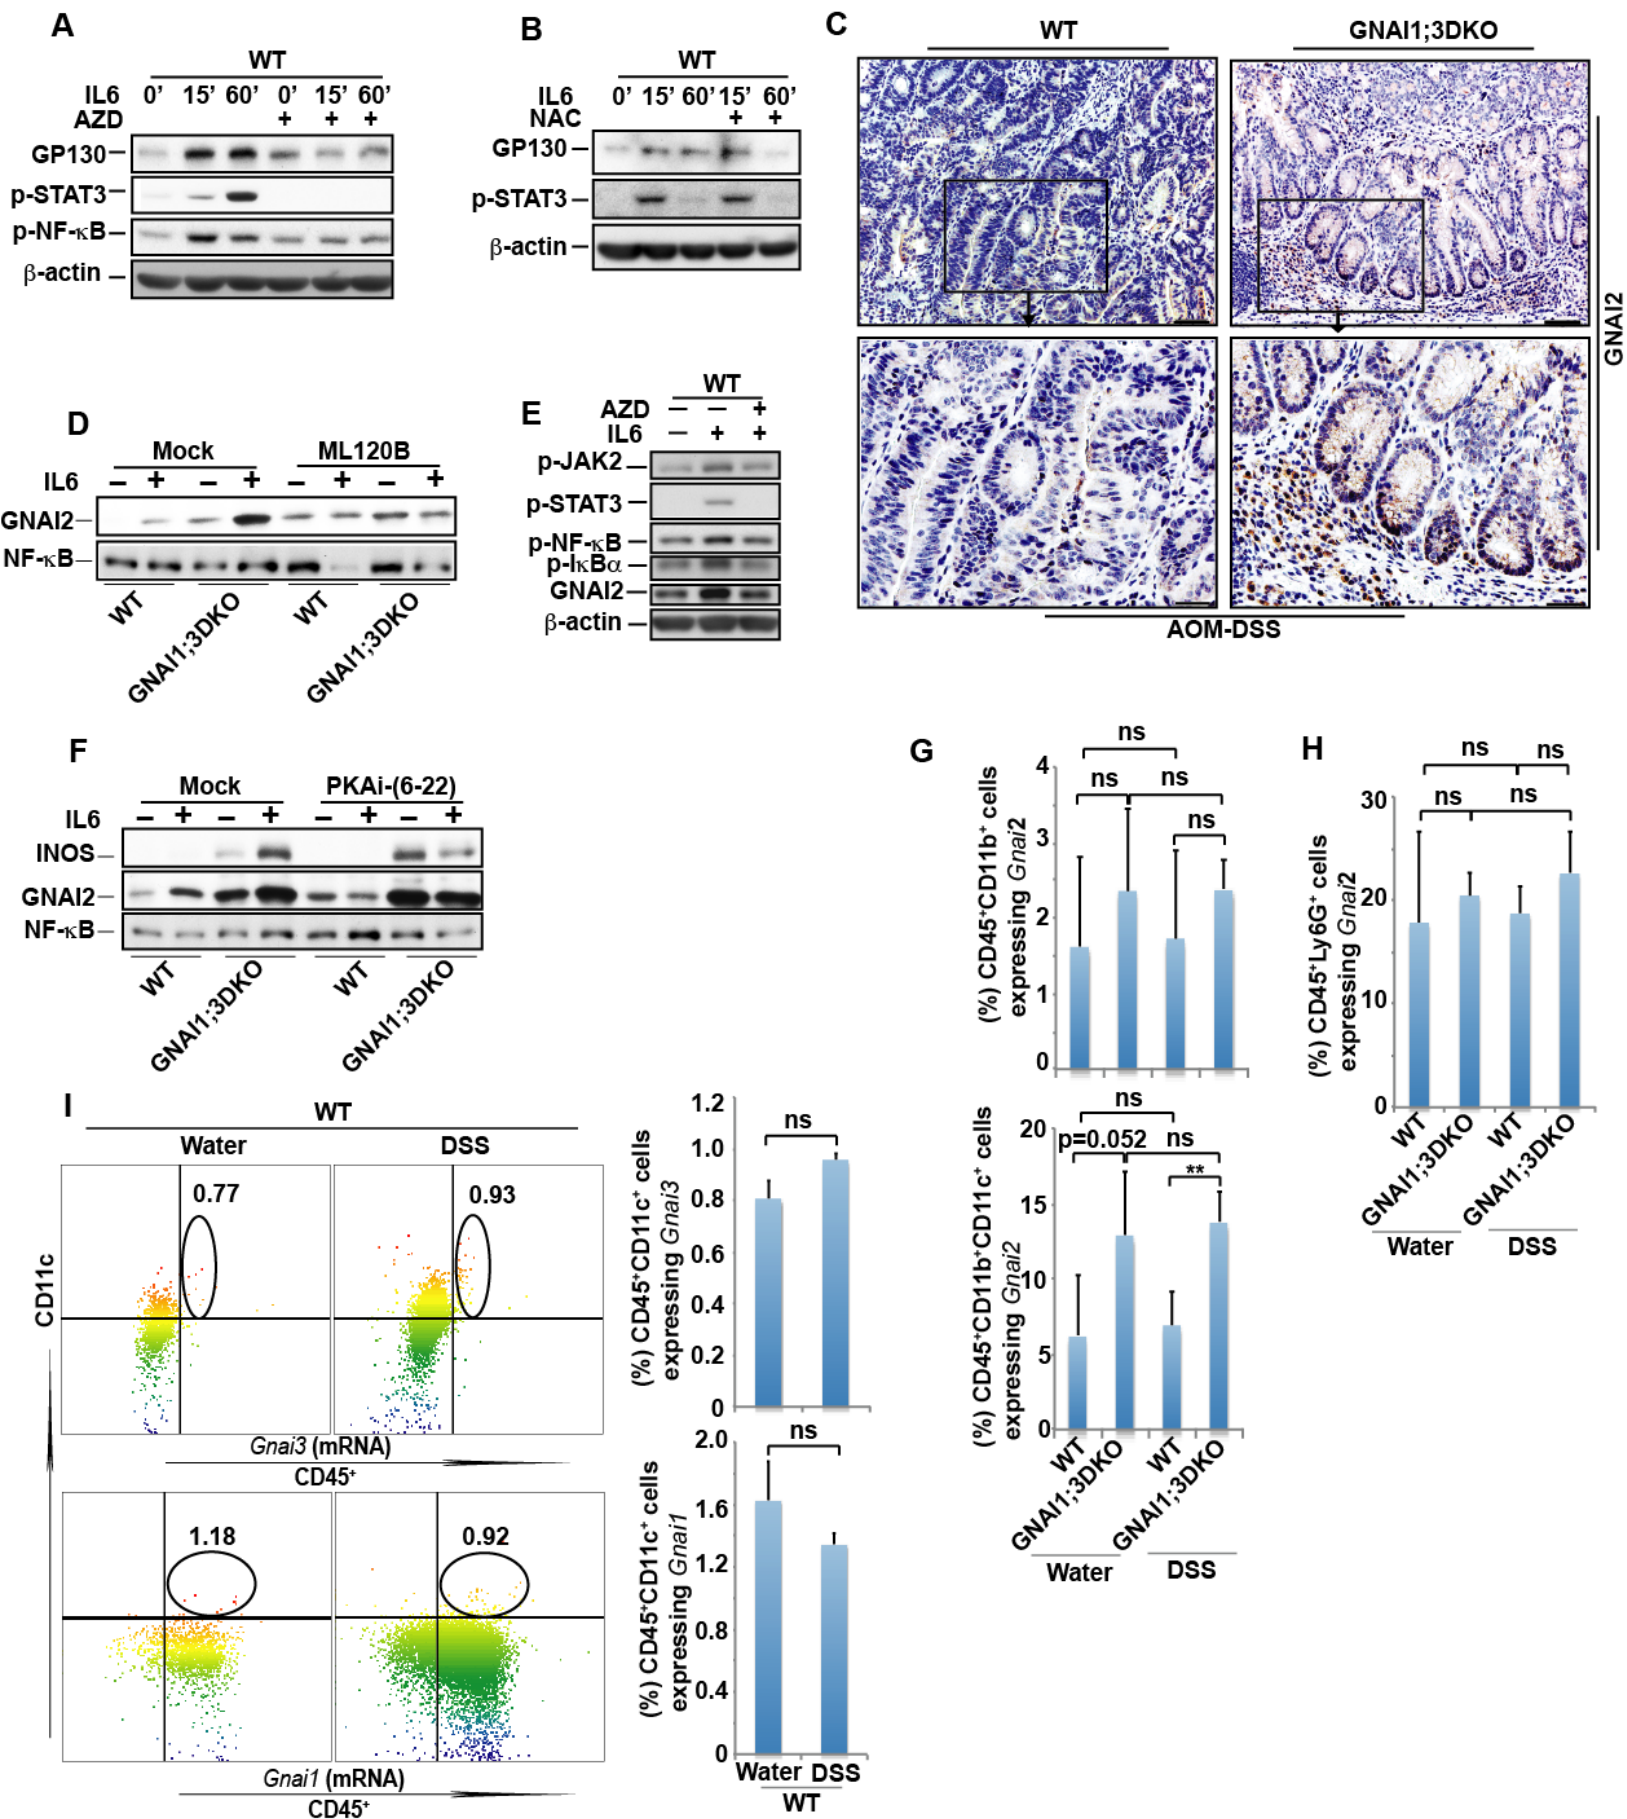 A
WT
IL6 0' 15' 60' 0' 15' 60'
AZD + + +
GP130
p-STAT3
p-NF-κB
β-actin
B
WT
IL6 0' 15' 60' 15' 60'
NAC + +
GP130
p-STAT3
β-actin
C
WT GNAI1;3DKO
GNAI2
AOM-DSS
D
Mock ML120B
IL6 – + – + – + – +
GNAI2
NF-κB
WT GNAI1;3DKO WT GNAI1;3DKO
E
WT
AZD – – +
IL6 – + +
p-JAK2
p-STAT3
p-NF-κB
p-IκBα
GNAI2
β-actin
F
Mock PKAi-(6-22)
IL6 – + – + – + – +
INOS
GNAI2
NF-κB
WT GNAI1;3DKO WT GNAI1;3DKO
G
(%) CD45⁺CD11b⁺ cells
expressing Gnai2
4
3
2
1
0
ns
ns ns
ns
(%) CD45⁺CD11b⁺CD11c⁺ cells
expressing Gnai2
20
15
10
5
0
ns
p=0.052 ns
**
WT GNAI1;3DKO WT GNAI1;3DKO
Water DSS
H
(%) CD45⁺Ly6G⁺ cells
expressing Gnai2
30
20
10
0
ns ns
ns ns
WT GNAI1;3DKO WT GNAI1;3DKO
Water DSS
I
WT
Water DSS
0.77 0.93
CD11c
Gnai3 (mRNA)
CD45⁺
1.18 0.92
Gnai1 (mRNA)
CD45⁺
(%) CD45⁺CD11c⁺ cells
expressing Gnai3
1.2
1.0
0.8
0.6
0.4
0.2
0
ns
(%) CD45⁺CD11c⁺ cells
expressing Gnai1
2.0
1.6
1.2
0.8
0.4
0
ns
Water DSS
WT